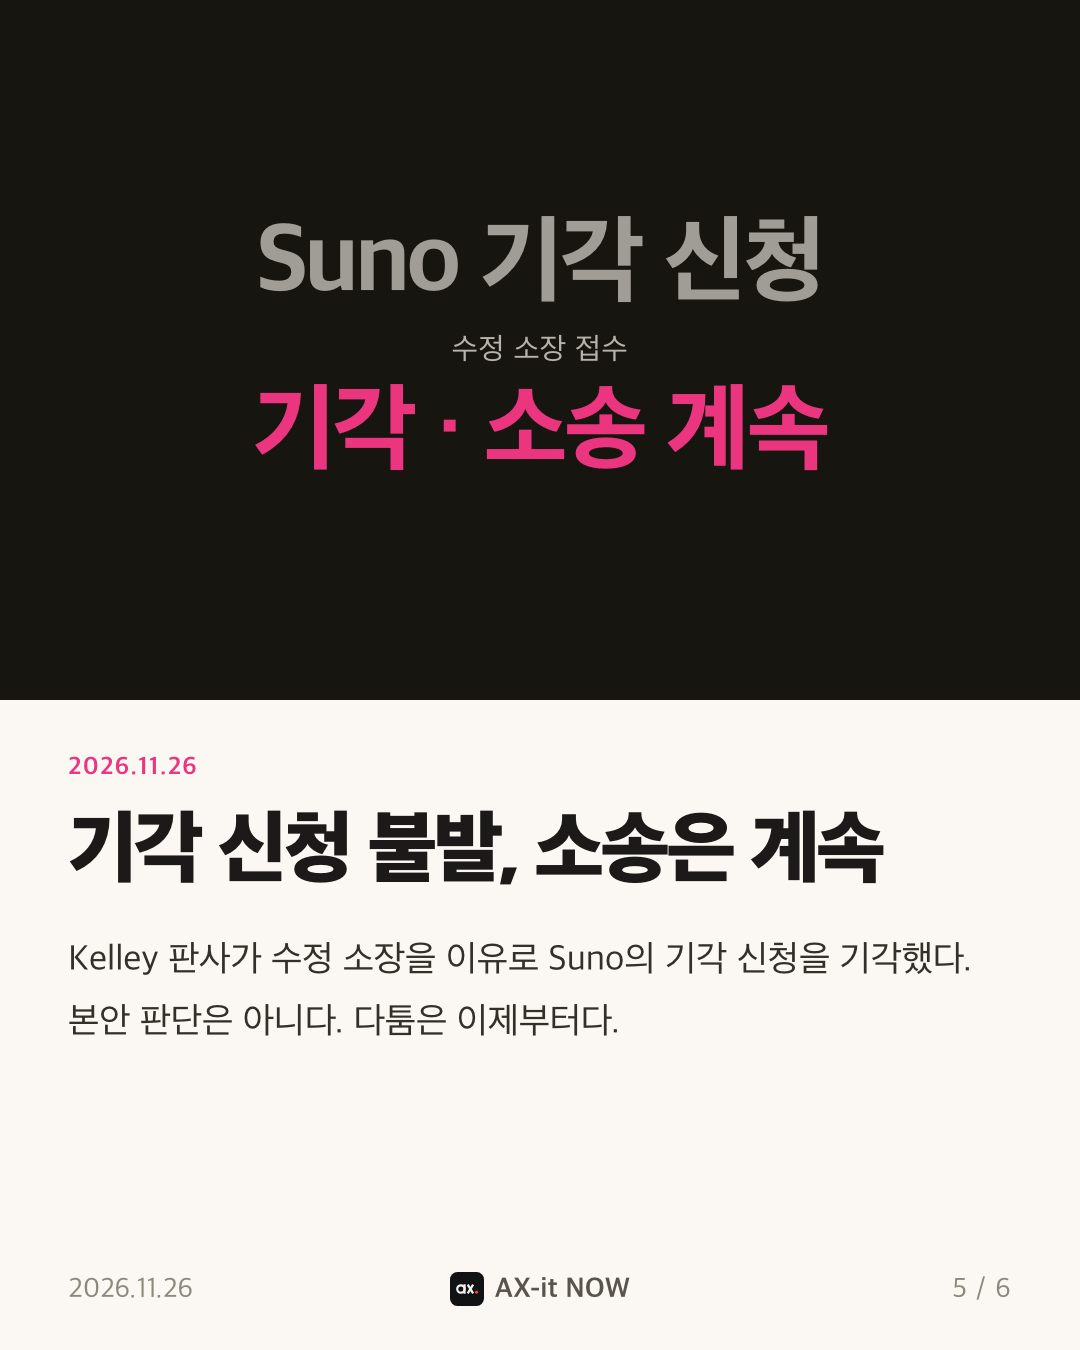 Suno 기각 신청
수정 소장 접수
기각 · 소송 계속
2026.11.26
기각 신청 불발, 소송은 계속
Kelley 판사가 수정 소장을 이유로 Suno의 기각 신청을 기각했다.
본안 판단은 아니다. 다툼은 이제부터다.
2026.11.26
ax.
AX-it NOW
5 / 6